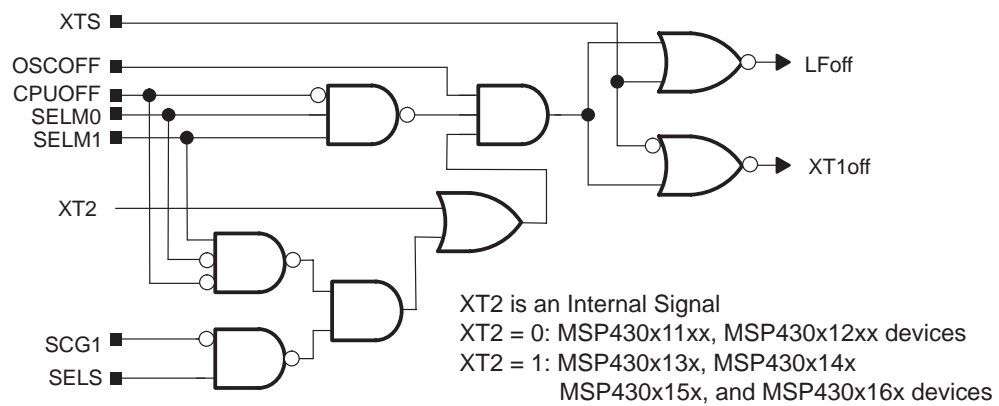 XTS
OSCOFF
CPUOFF
SELM0
SELM1
XT2
SCG1
SELS
LFoff
XT1off
XT2 is an Internal Signal
XT2 = 0: MSP430x11xx, MSP430x12xx devices
XT2 = 1: MSP430x13x, MSP430x14x
MSP430x15x, and MSP430x16x devices